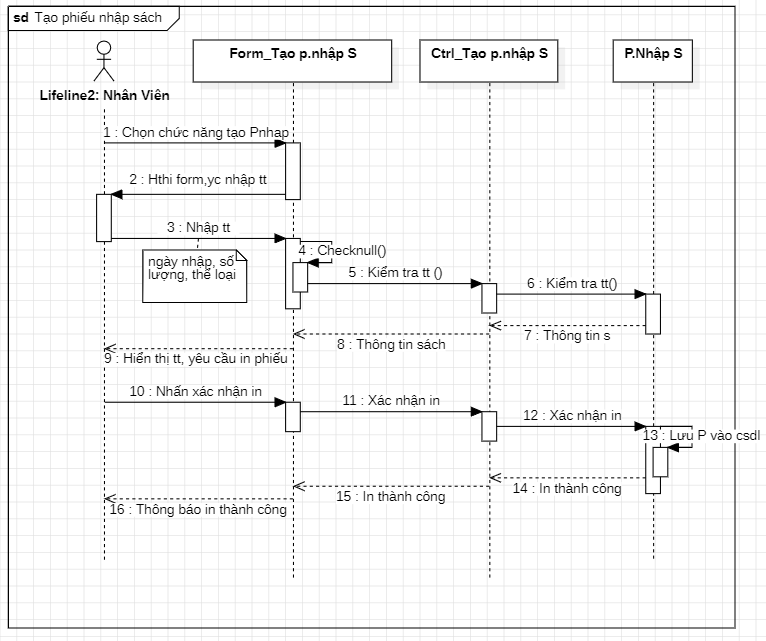 sd Tạo phiếu nhập sách
Form_Tạo p.nhập S
Ctrl_Tạo p.nhập S
P.Nhập S
Lifeline2: Nhân Viên
1 : Chọn chức năng tạo Pnhap
2 : Hthi form,yc nhập tt
3 : Nhập tt
ngày nhập, số
lượng, thể loại
4 : Checknull()
5 : Kiểm tra tt ()
6 : Kiểm tra tt()
7 : Thông tin s
8 : Thông tin sách
9 : Hiển thị tt, yêu cầu in phiếu
10 : Nhấn xác nhận in
11 : Xác nhận in
12 : Xác nhận in
13 : Lưu P vào csdl
14 : In thành công
15 : In thành công
16 : Thông báo in thành công